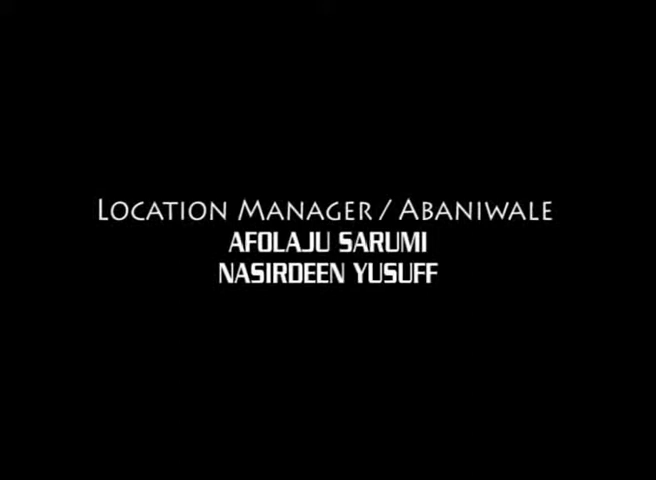 LOCATION MANAGER / ABANIWALE
AFOLAJU SARUMI
NASIRDEEN YUSUFF